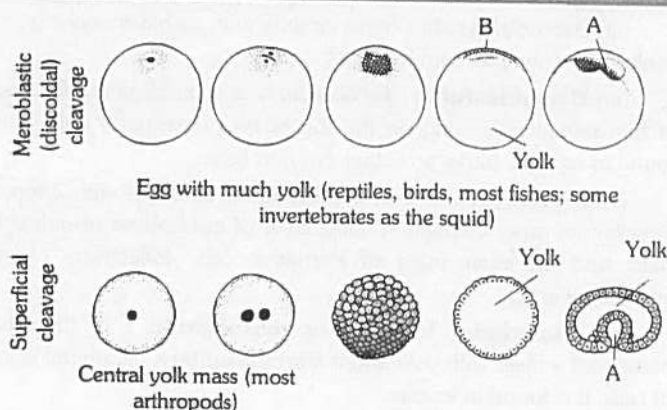 Meroblastic
(discoidal)
cleavage
B
A
Yolk
Egg with much yolk (reptiles, birds, most fishes; some
invertebrates as the squid)
Superficial
cleavage
Yolk
Yolk
A
Central yolk mass (most
arthropods)